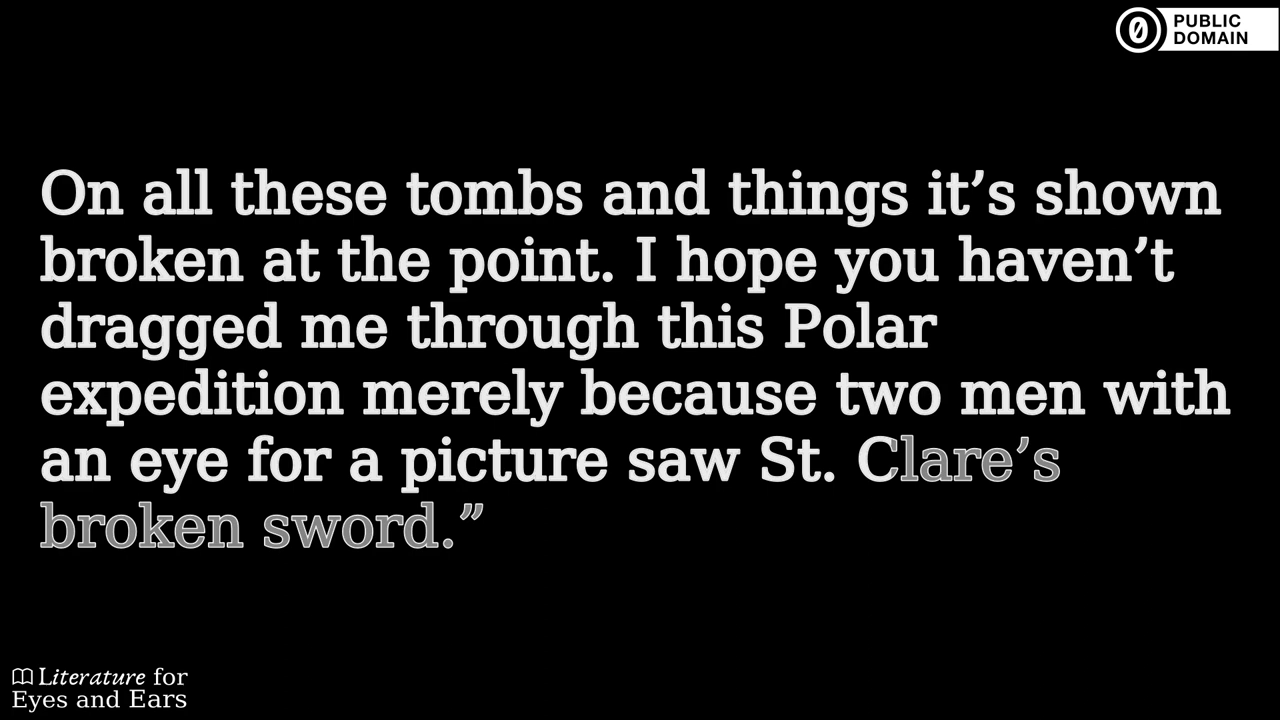 PUBLIC
DOMAIN
On all these tombs and things it’s shown
broken at the point. I hope you haven’t
dragged me through this Polar
expedition merely because two men with
an eye for a picture saw St. Clare’s
broken sword.”
Literature for
Eyes and Ears